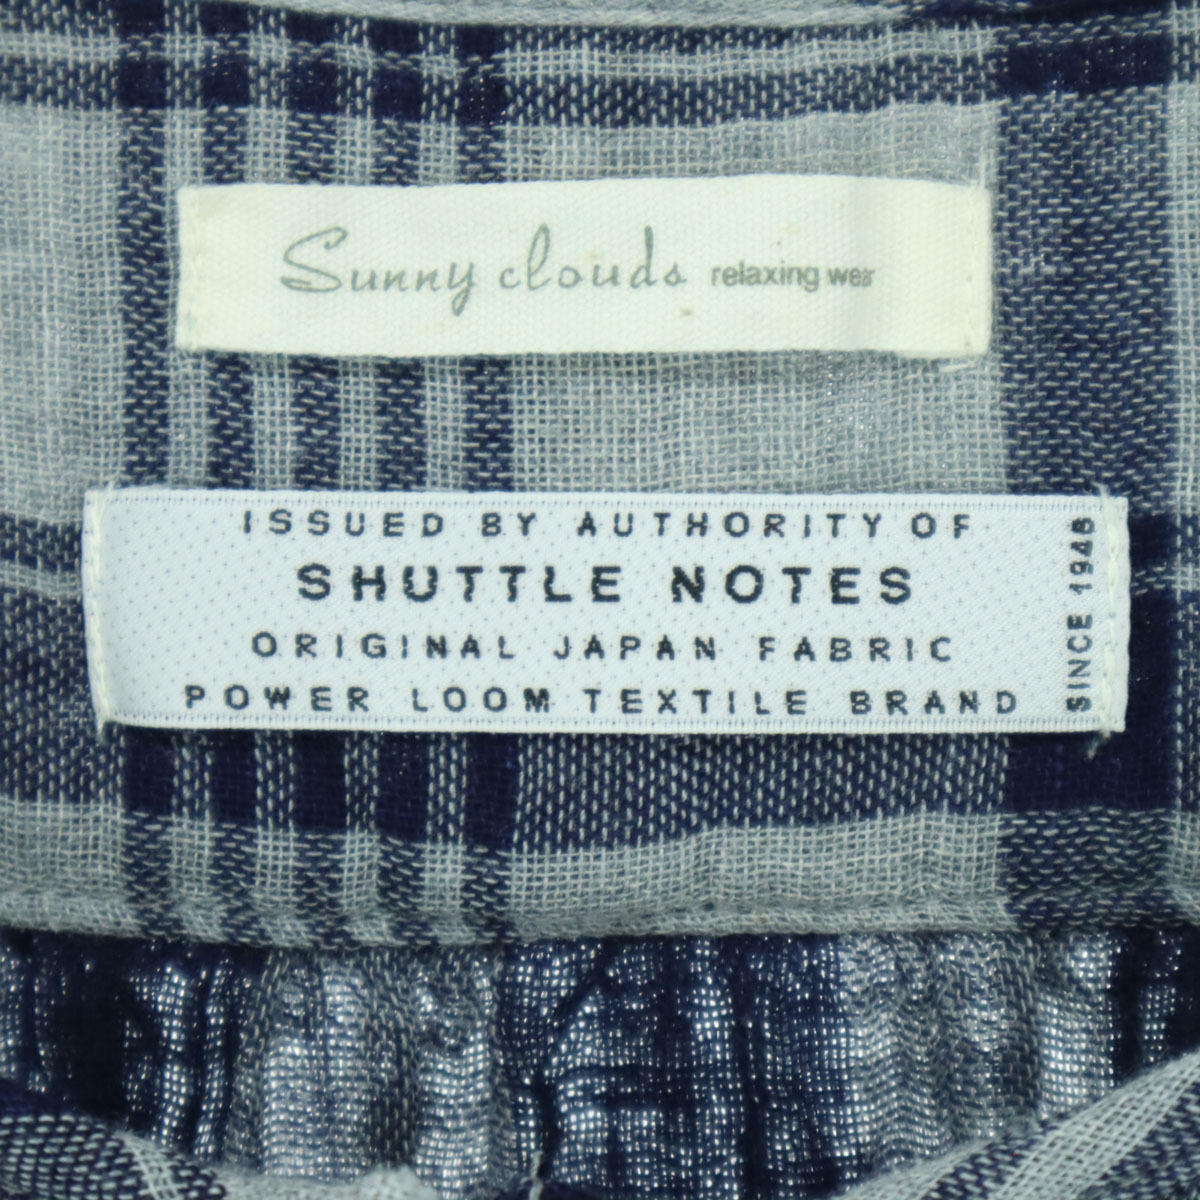 Sunny clouds relaxing wear
ISSUED BY AUTHORITY OF
SHUTTLE NOTES
ORIGINAL JAPAN FABRIC
POWER LOOM TEXTILE BRAND
SINCE 1948